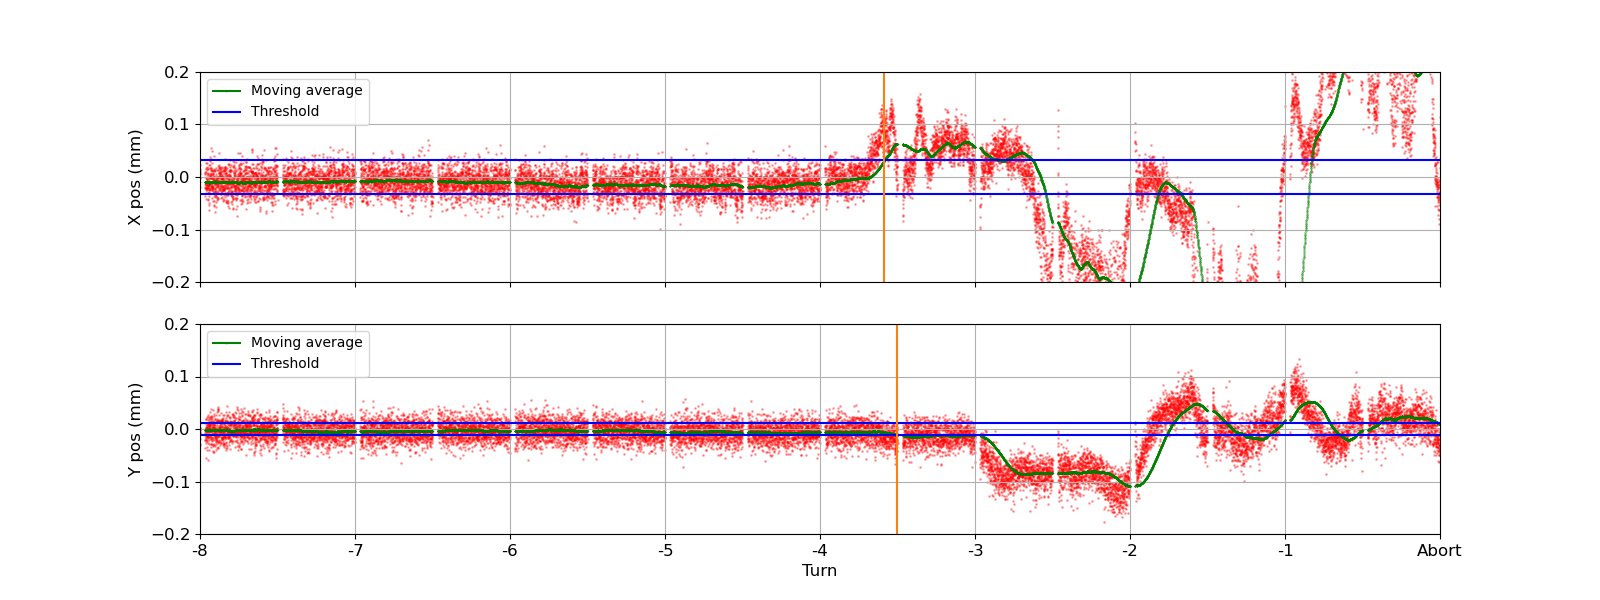 0.2
0.1
0.0
−0.1
−0.2
X pos (mm)
Moving average
Threshold
0.2
0.1
0.0
−0.1
−0.2
Y pos (mm)
Moving average
Threshold
-8 -7 -6 -5 -4 -3 -2 -1 Abort
Turn